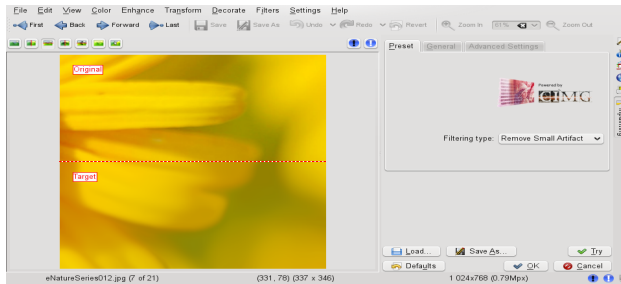 File Edit View Color Enhance Transform Decorate Filters Settings Help
First Back Forward Last Save Save As Undo Redo Revert Zoom In 61% Zoom Out
Original
Target
Preset General Advanced Settings
Powered by
CIMG
Filtering type: Remove Small Artifact
Load... Save As... Try
Defaults OK Cancel
eNatureSeries012.jpg (7 of 21) (331, 78) (337 x 346) 1 024x768 (0.79Mpx)